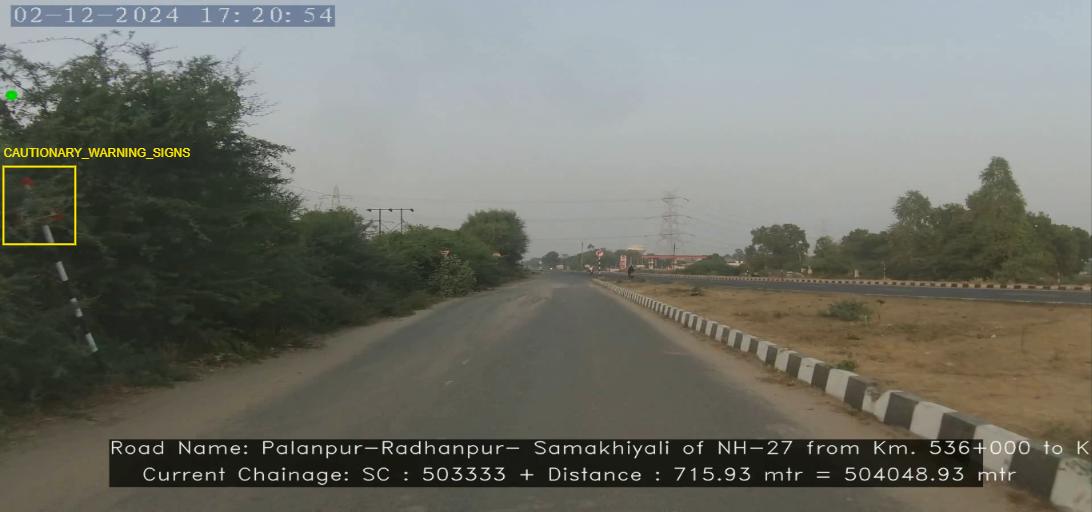 02-12-2024 17:20:54
CAUTIONARY_WARNING_SIGNS
Road Name: Palanpur-Radhanpur- Samakhiyali of NH-27 from Km. 536+000 to K
Current Chainage: SC : 503333 + Distance : 715.93 mtr = 504048.93 mtr